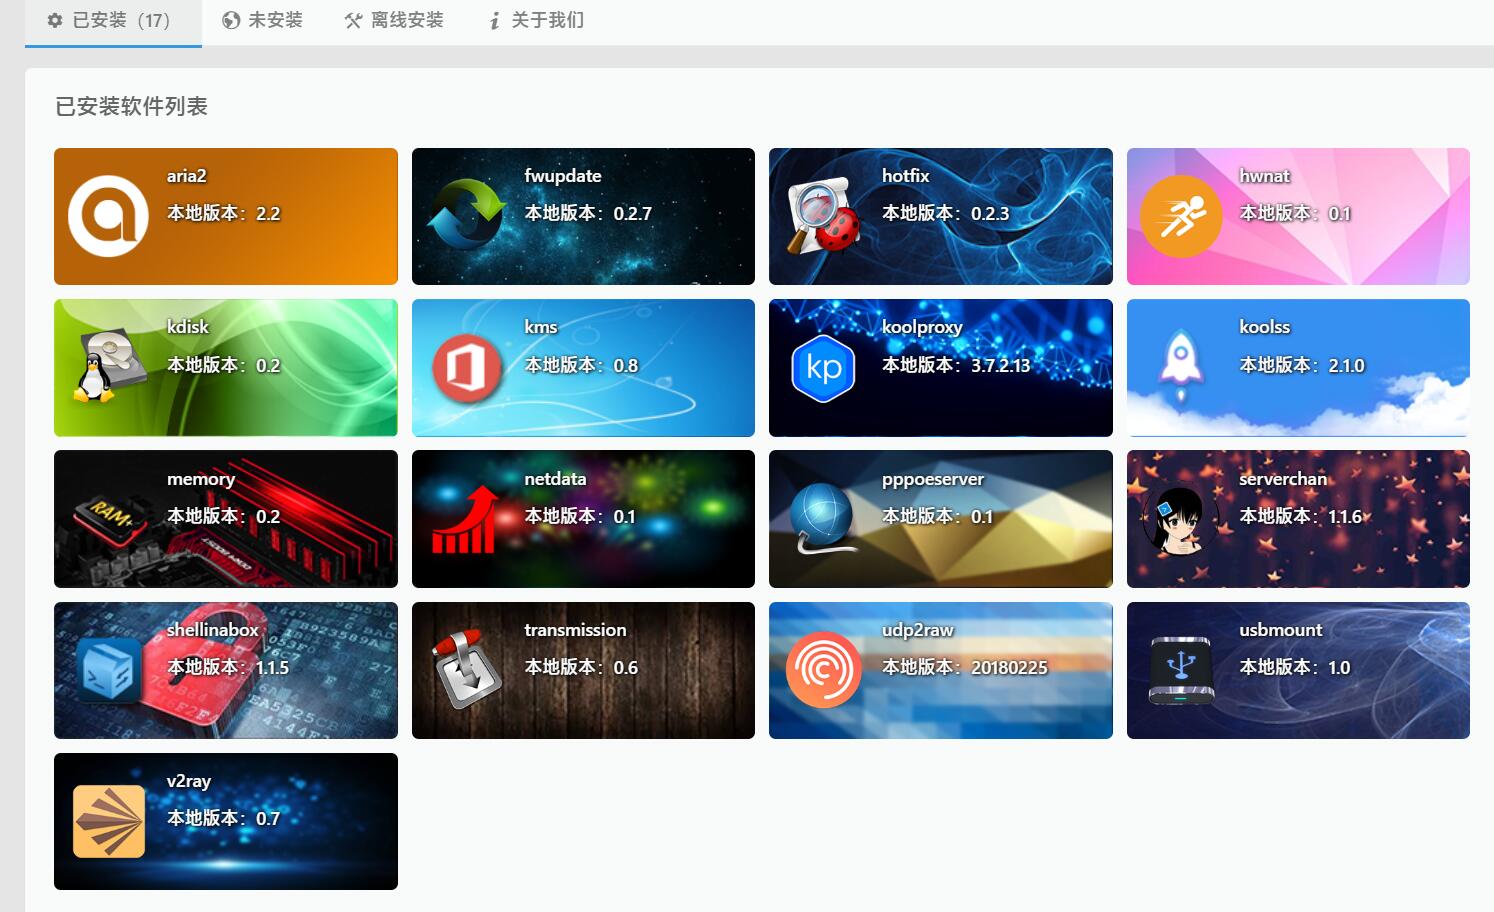 已安装（17）
未安装
离线安装
关于我们
已安装软件列表
aria2
本地版本：2.2
fwupdate
本地版本：0.2.7
hotfix
本地版本：0.2.3
hwnat
本地版本：0.1
kdisk
本地版本：0.2
kms
本地版本：0.8
koolproxy
本地版本：3.7.2.13
kp
koolss
本地版本：2.1.0
memory
本地版本：0.2
RAM+
netdata
本地版本：0.1
pppoeserver
本地版本：0.1
serverchan
本地版本：1.1.6
shellinabox
本地版本：1.1.5
transmission
本地版本：0.6
udp2raw
本地版本：20180225
usbmount
本地版本：1.0
v2ray
本地版本：0.7